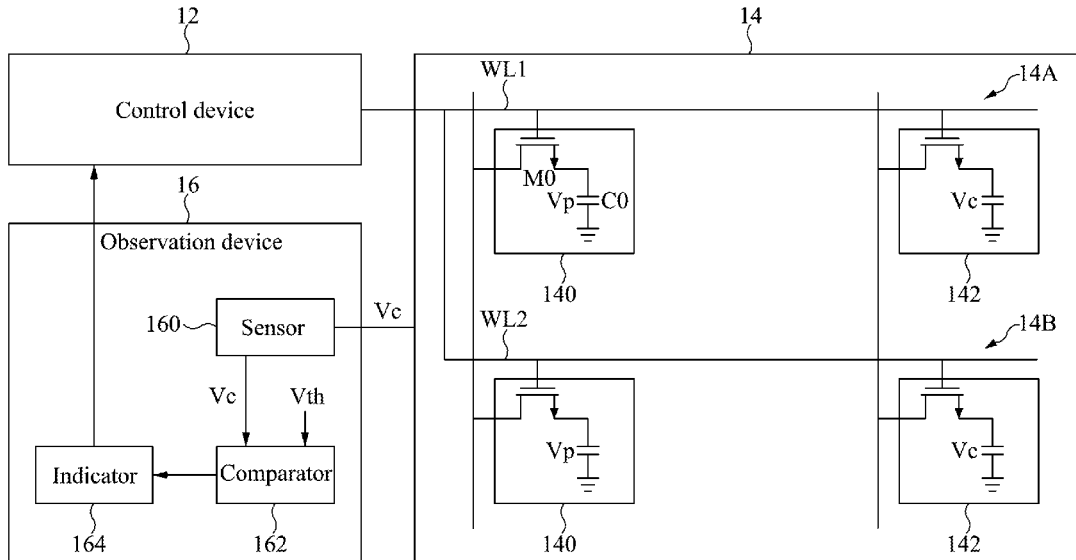 12
14
Control device
WL1
14A
M0
Vp
C0
Vc
140
142
16
Observation device
160
Sensor
Vc
Vc
Vth
Indicator
Comparator
164
162
WL2
14B
Vp
Vc
140
142